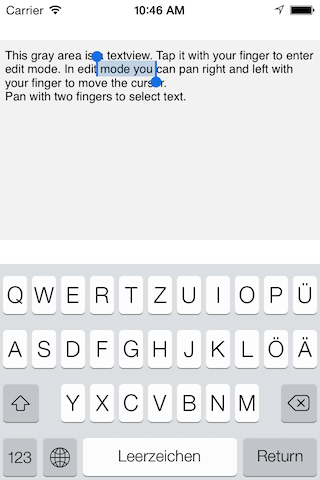 Carrier 10:46 AM
This gray area is a textview. Tap it with your finger to enter
edit mode. In edit mode you can pan right and left with
your finger to move the cursor.
Pan with two fingers to select text.
Q W E R T Z U I O P Ü
A S D F G H J K L Ö Ä
Y X C V B N M
123 Leerzeichen Return